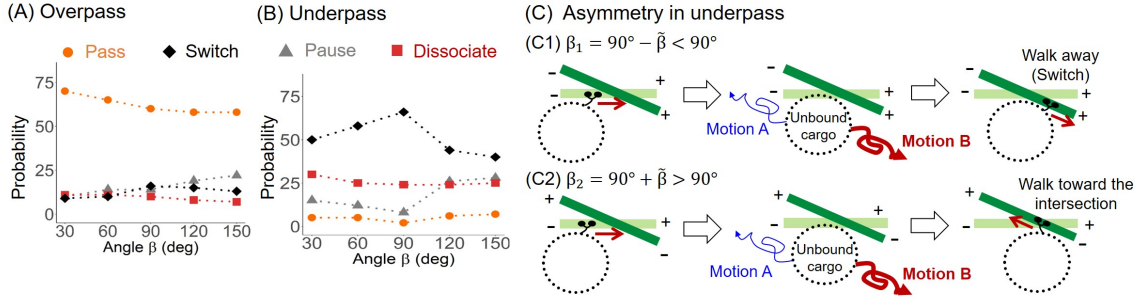 (A) Overpass
(B) Underpass
(C) Asymmetry in underpass
Pass
Switch
Pause
Dissociate
Probability
75
50
25
0
30 60 90 120 150
Angle β (deg)
Probability
75
50
25
0
30 60 90 120 150
Angle β (deg)
(C1) β₁ = 90° − β̃ < 90°
−
−
+
+
Motion A
−
−
+
+
Unbound
cargo
Motion B
Walk away
(Switch)
−
−
+
+
(C2) β₂ = 90° + β̃ > 90°
+
−
+
−
Motion A
+
−
+
−
Unbound
cargo
Motion B
Walk toward the
intersection
+
−
+
−